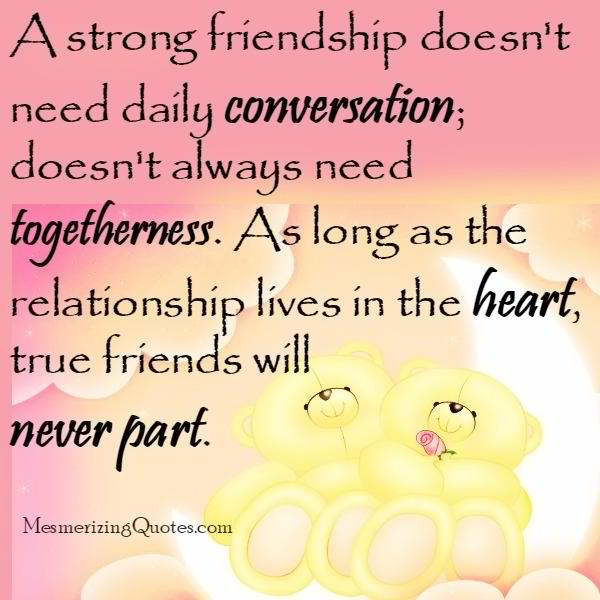 A strong friendship doesn't
need daily conversation;
doesn't always need
togetherness. As long as the
relationship lives in the heart,
true friends will
never part.
MesmerizingQuotes.com